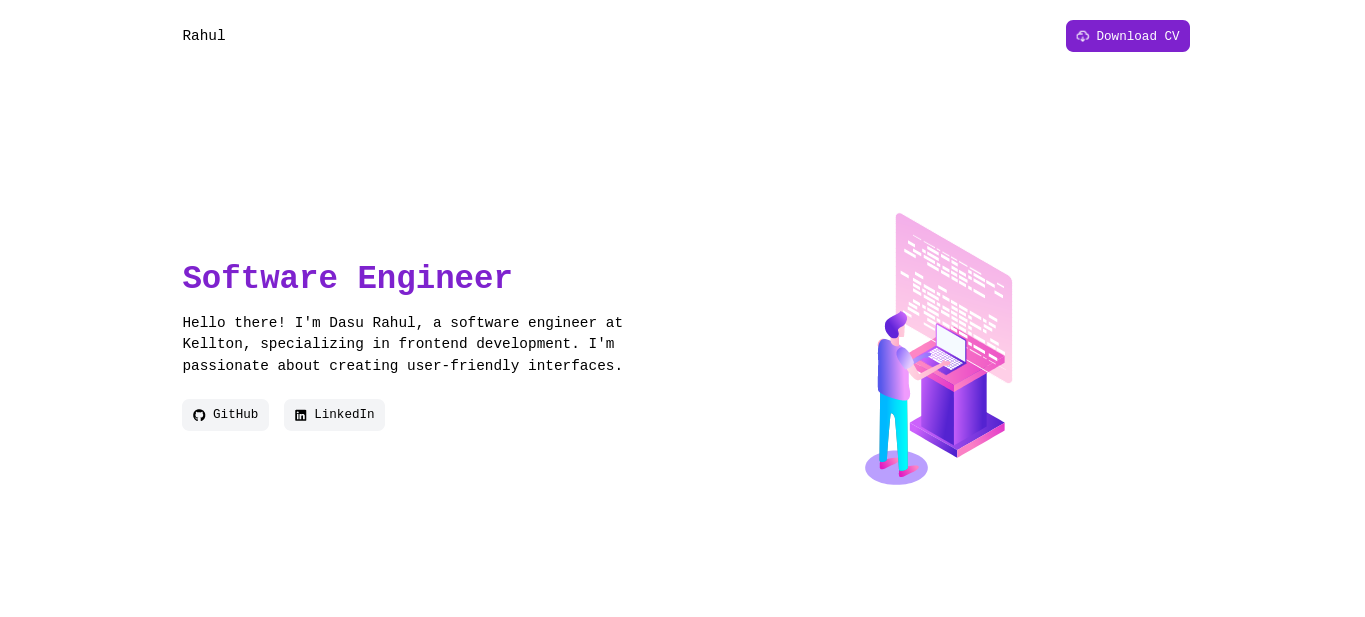 Rahul
Download CV
Software Engineer
Hello there! I'm Dasu Rahul, a software engineer at
Kellton, specializing in frontend development. I'm
passionate about creating user-friendly interfaces.
GitHub
LinkedIn